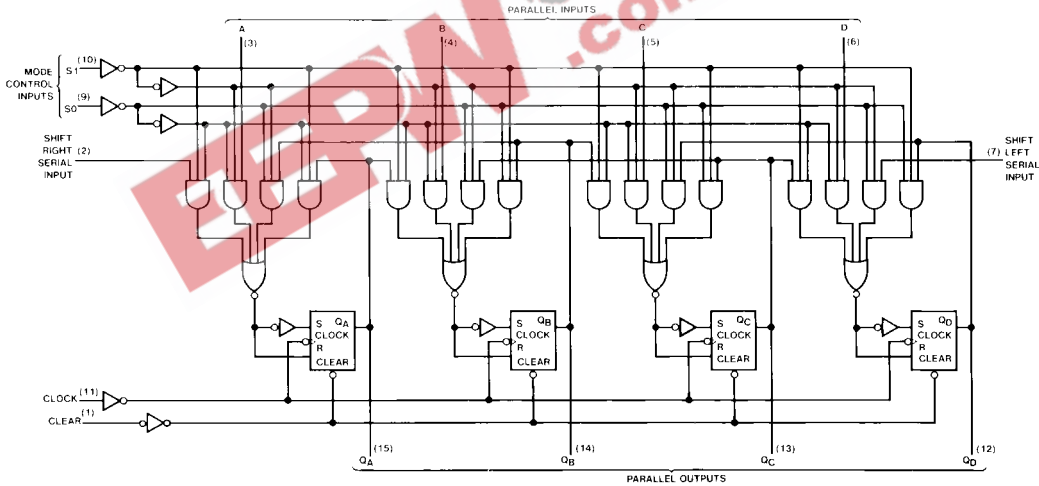 PARALLEL INPUTS
A B C D
(3) (4) (5) (6)
MODE
CONTROL
INPUTS
(10)
S1
(9)
S0
SHIFT
RIGHT (2)
SERIAL
INPUT
SHIFT
(7) LEFT
SERIAL
INPUT
S QA
CLOCK
R
CLEAR
S QB
CLOCK
R
CLEAR
S QC
CLOCK
R
CLEAR
S QD
CLOCK
R
CLEAR
CLOCK (11)
CLEAR (1)
(15) (14) (13) (12)
QA QB QC QD
PARALLEL OUTPUTS
EEPW.com